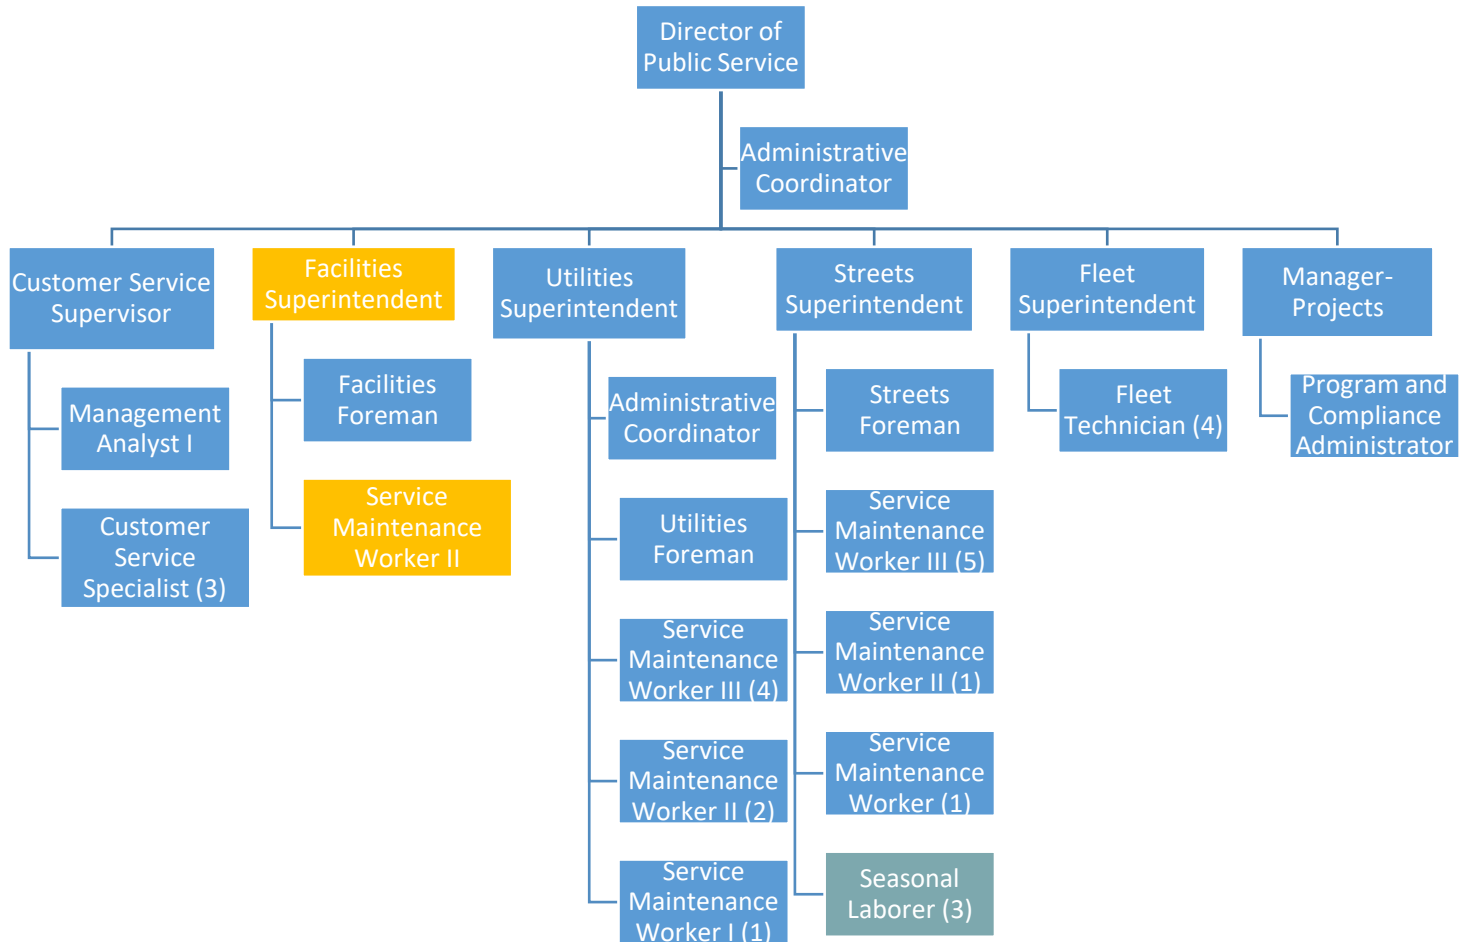 Director of
Public Service
Administrative
Coordinator
Customer Service
Supervisor
Management
Analyst I
Customer
Service
Specialist (3)
Facilities
Superintendent
Facilities
Foreman
Service
Maintenance
Worker II
Utilities
Superintendent
Administrative
Coordinator
Utilities
Foreman
Service
Maintenance
Worker III (4)
Service
Maintenance
Worker II (2)
Service
Maintenance
Worker I (1)
Streets
Superintendent
Streets
Foreman
Service
Maintenance
Worker III (5)
Service
Maintenance
Worker II (1)
Service
Maintenance
Worker (1)
Seasonal
Laborer (3)
Fleet
Superintendent
Fleet
Technician (4)
Manager-
Projects
Program and
Compliance
Administrator